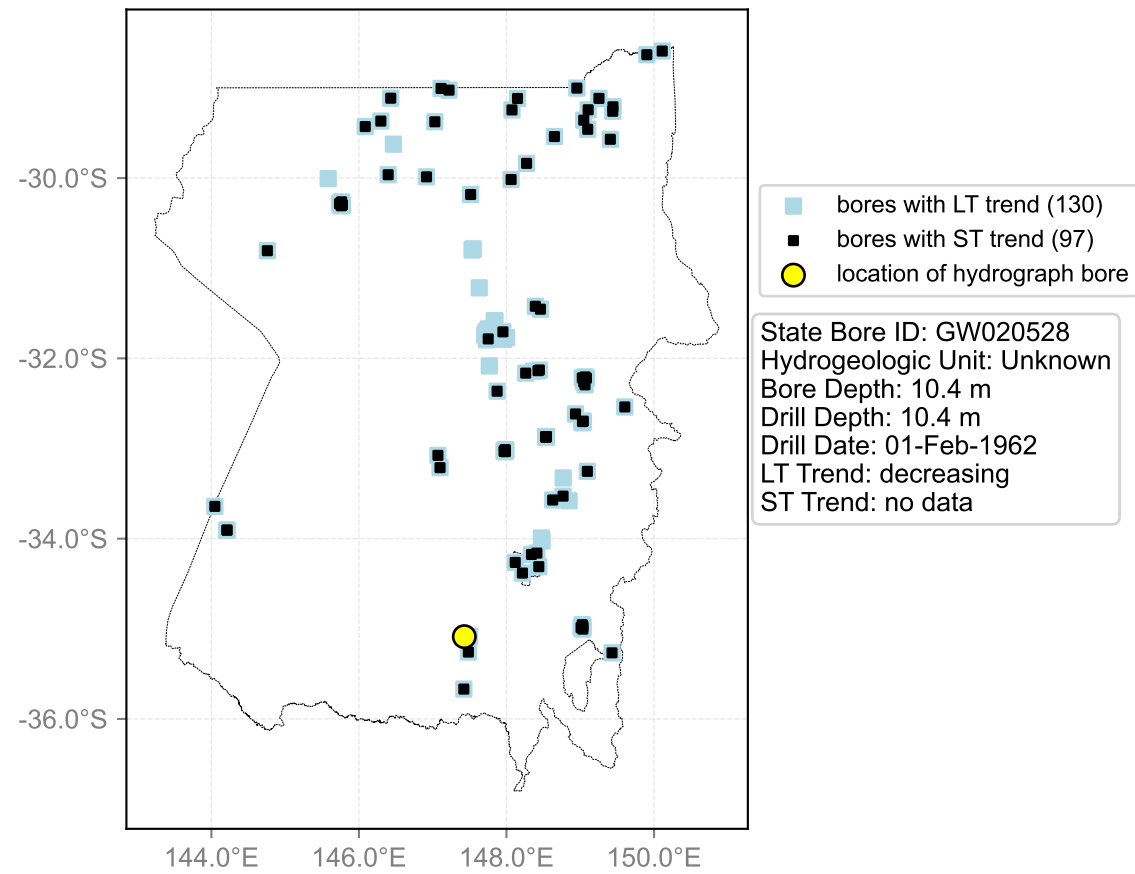 -30.0°S
-32.0°S
-34.0°S
-36.0°S
144.0°E
146.0°E
148.0°E
150.0°E
bores with LT trend (130)
bores with ST trend (97)
location of hydrograph bore
State Bore ID: GW020528
Hydrogeologic Unit: Unknown
Bore Depth: 10.4 m
Drill Depth: 10.4 m
Drill Date: 01-Feb-1962
LT Trend: decreasing
ST Trend: no data